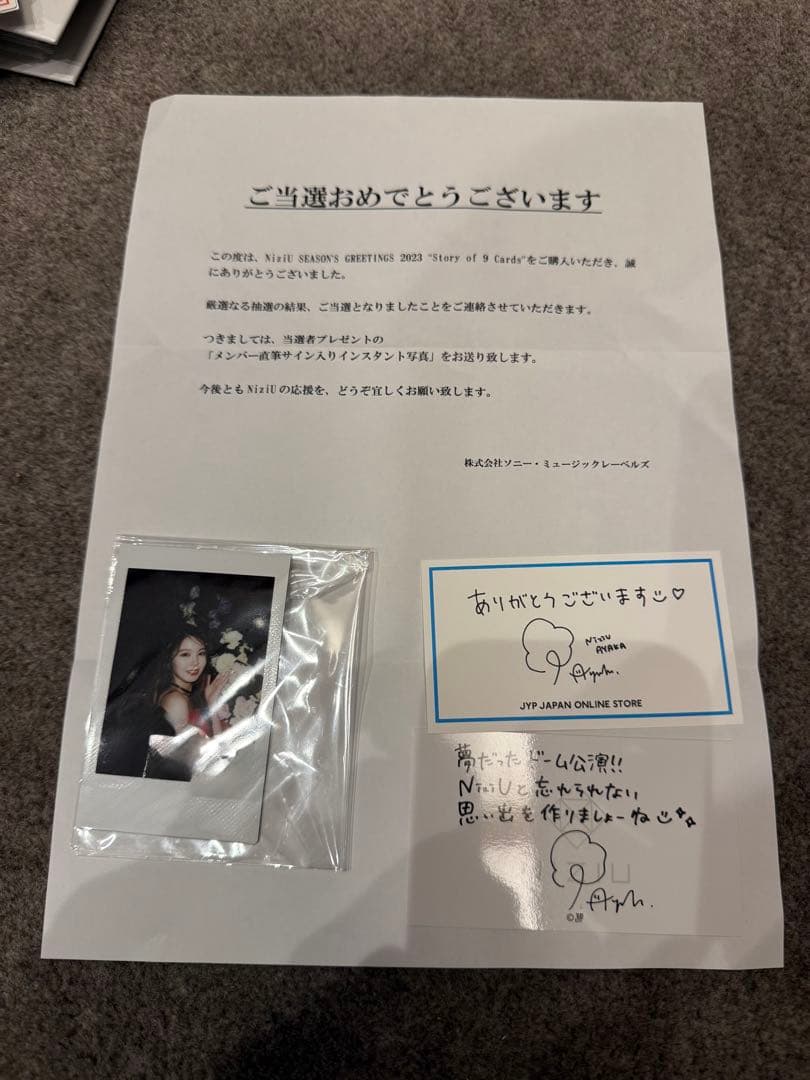 ご当選おめでとうございます
この度は、NiziU SEASON'S GREETINGS 2023 "Story of 9 Cards"をご購入いただき、誠
にありがとうございました。
厳選なる抽選の結果、ご当選となりましたことをご連絡させていただきます。
つきましては、当選者プレゼントの
「メンバー直筆サイン入りインスタント写真」をお送り致します。
今後ともNiziUの応援を、どうぞ宜しくお願い致します。
株式会社ソニー・ミュージックレーベルズ
ありがとうございます
NiziU
AYAKA
JYP JAPAN ONLINE STORE
夢だったドーム公演!!
NiziUと忘れられない
思い出を作りましょーね
©JYP